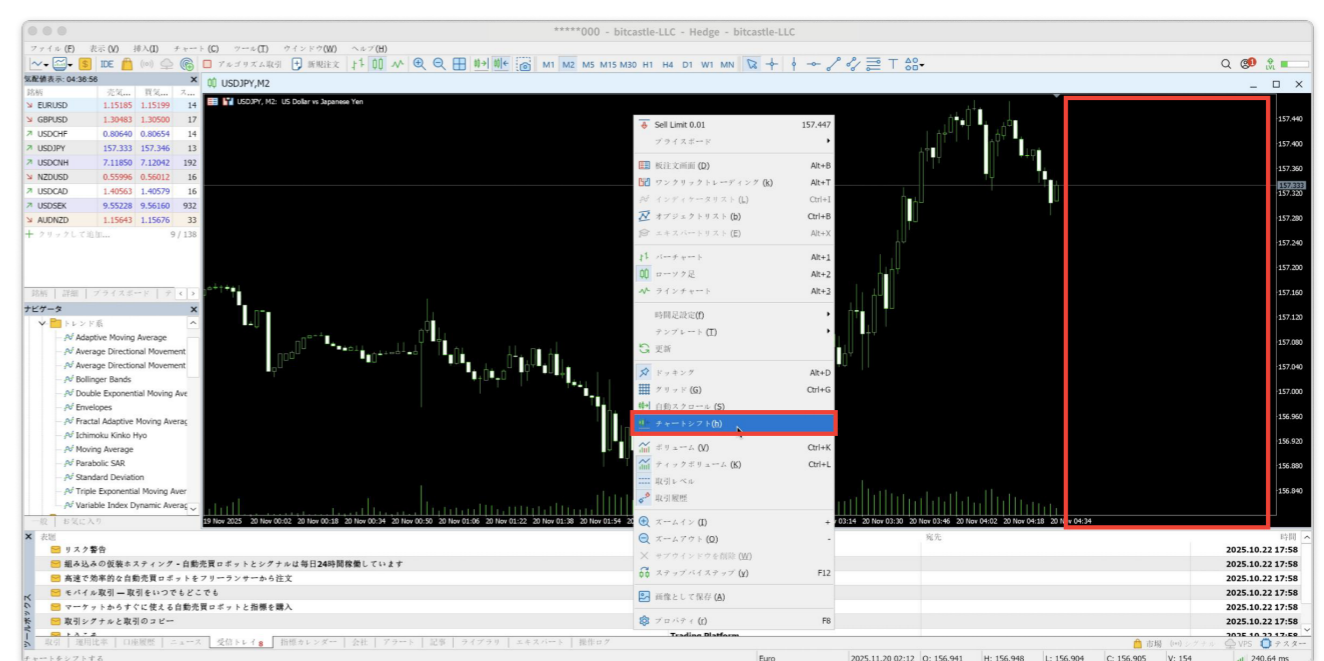 *****000 - bitcastle-LLC - Hedge - bitcastle-LLC
ファイル(F) 表示(V) 挿入(I) チャート(C) ツール(T) ウインドウ(W) ヘルプ(H)
IDE アルゴリズム取引 新規注文 M1 M2 M5 M15 M30 H1 H4 D1 W1 MN
気配値表示: 04:38:56
銘柄 売気... 買気... ス...
EURUSD 1.15185 1.15199 14
GBPUSD 1.30483 1.30500 17
USDCHF 0.80640 0.80654 14
USDJPY 157.333 157.346 13
USDCNH 7.11850 7.12042 192
NZDUSD 0.55996 0.56012 16
USDCAD 1.40563 1.40579 16
USDSEK 9.55228 9.56160 932
AUDNZD 1.15643 1.15676 33
クリックして追加... 9 / 138
銘柄 詳細 プライスボード
ナビゲータ
トレンド系
Adaptive Moving Average
Average Directional Movement
Average Directional Movement
Bollinger Bands
Double Exponential Moving Ave
Envelopes
Fractal Adaptive Moving Averag
Ichimoku Kinko Hyo
Moving Average
Parabolic SAR
Standard Deviation
Triple Exponential Moving Aver
Variable Index Dynamic Averag
一般 お気に入り
USDJPY,M2
USDJPY, M2: US Dollar vs Japanese Yen
Sell Limit 0.01 157.447
プライスボード
板注文画面 (D) Alt+B
ワンクリックトレーディング (k) Alt+T
インディケータリスト (L) Ctrl+I
オブジェクトリスト (b) Ctrl+B
エキスパートリスト (E) Alt+X
バーチャート Alt+1
ローソク足 Alt+2
ラインチャート Alt+3
時間足設定(f)
テンプレート (T)
更新
ドッキング Alt+D
グリッド (G) Ctrl+G
自動スクロール (S)
チャートシフト(h)
ボリューム (V) Ctrl+K
ティックボリューム (K) Ctrl+L
取引レベル
取引履歴
ズームイン (I) +
ズームアウト (O) -
サブウインドウを削除 (W)
ステップバイステップ (y) F12
画像として保存 (A)
プロパティ (r) F8
157.440
157.400
157.360
157.333
157.320
157.280
157.240
157.200
157.160
157.120
157.080
157.040
157.000
156.960
156.920
156.880
156.840
19 Nov 2025 20 Nov 00:02 20 Nov 00:18 20 Nov 00:34 20 Nov 00:50 20 Nov 01:06 20 Nov 01:22 20 Nov 01:38 20 Nov 01:54 03:14 20 Nov 03:30 20 Nov 03:46 20 Nov 04:02 20 Nov 04:18 20 Nov 04:34
表題 宛先 時間
リスク警告 2025.10.22 17:58
組み込みの仮装ホスティング - 自動売買ロボットとシグナルは毎日24時間稼働しています 2025.10.22 17:58
高速で効率的な自動売買ロボットをフリーランサーから注文 2025.10.22 17:58
モバイル取引 — 取引をいつでもどこでも 2025.10.22 17:58
マーケットからすぐに使える自動売買ロボットと指標を購入 2025.10.22 17:58
取引シグナルと取引のコピー 2025.10.22 17:58
ようこそ Trading Platform 2025.10.22 17:58
ツールボックス
取引 運用比率 口座履歴 ニュース 受信トレイ8 指標カレンダー 会社 アラート 記事 ライブラリ エキスパート 操作ログ 市場 シグナル VPS テスター
チャートをシフトする Euro 2025.11.20 02:12 O: 156.941 H: 156.948 L: 156.904 C: 156.905 V: 154 240.64 ms